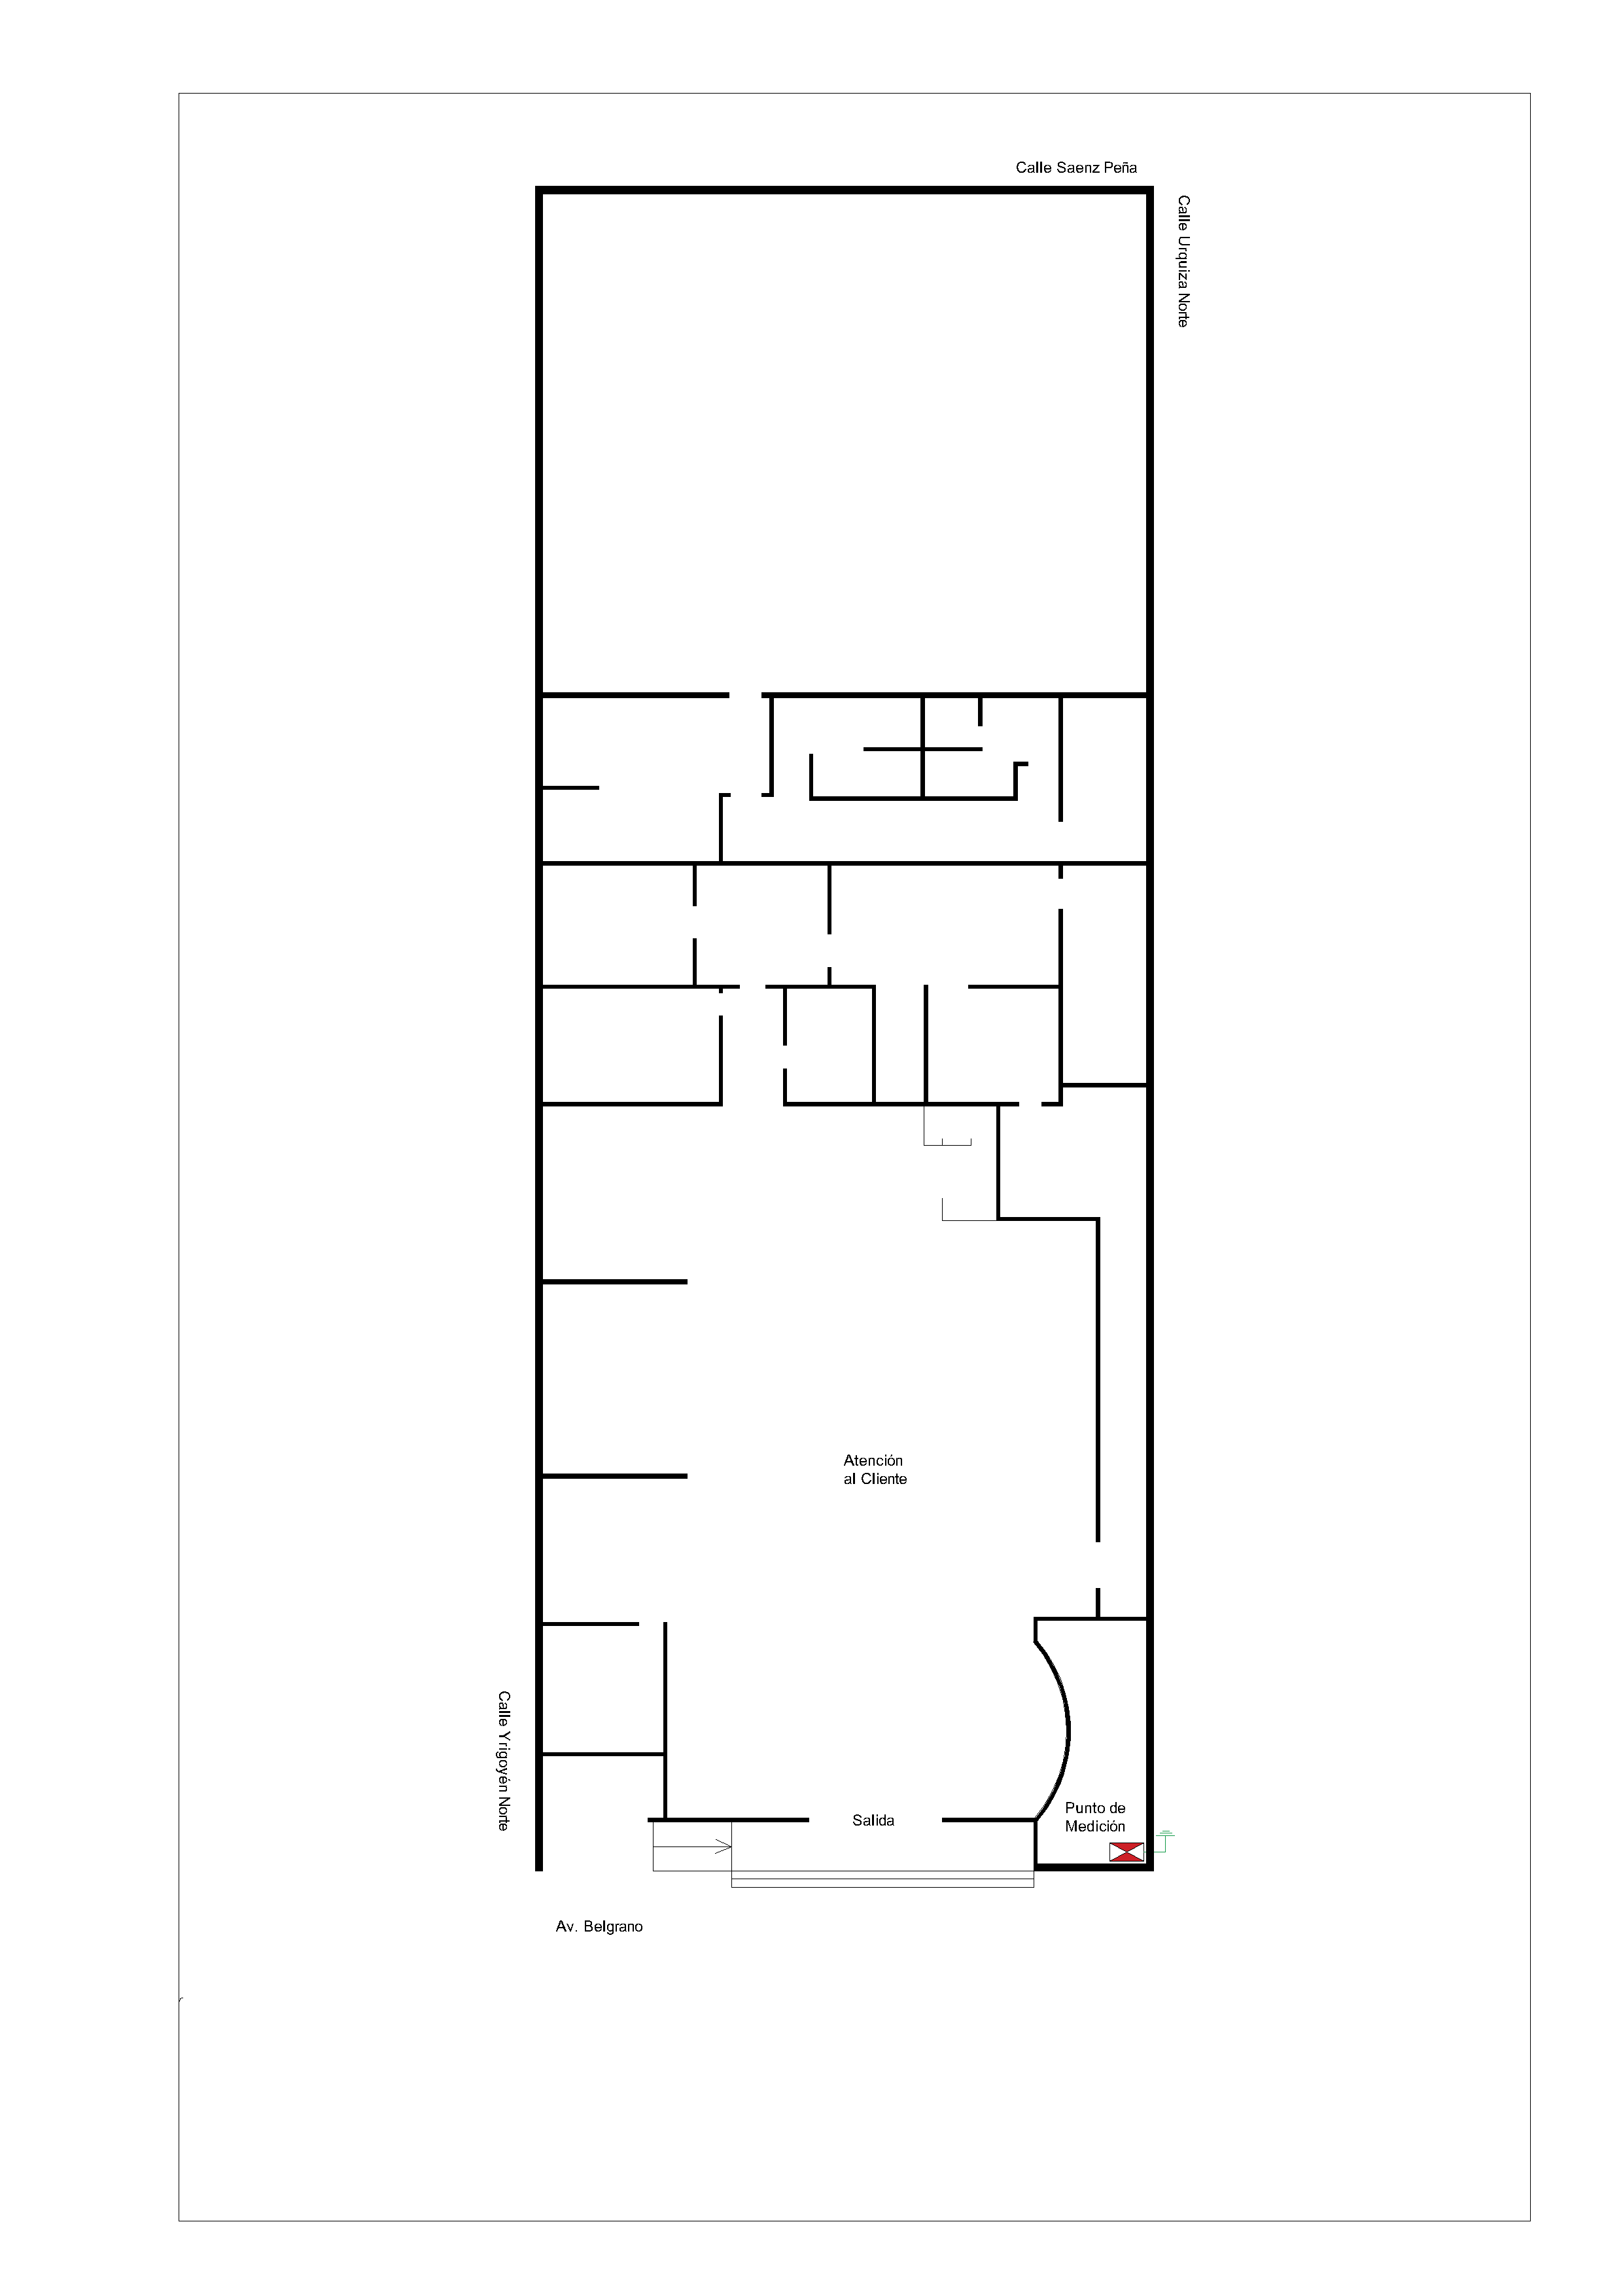 Calle Saenz Peña
Calle Urquiza Norte
Atención
al Cliente
Calle Yrigoyén Norte
Punto de
Medición
Salida
Av. Belgrano